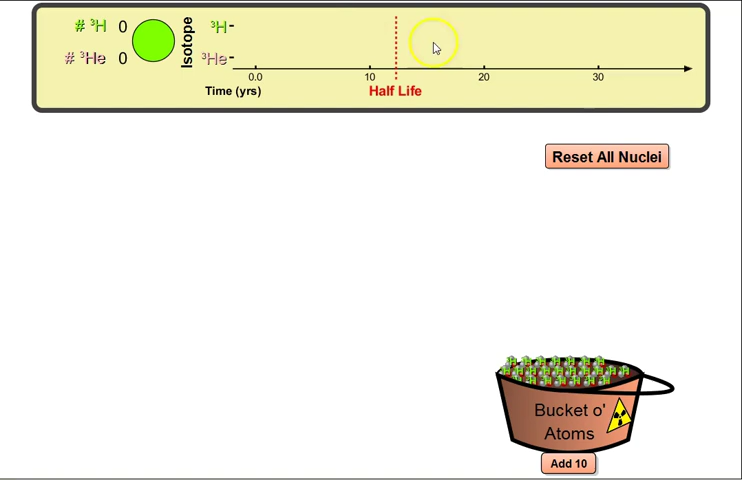 # ³H 0
# ³He 0
Isotope
³H
³He
0.0 10 20 30
Time (yrs)
Half Life
Reset All Nuclei
Bucket o'
Atoms
Add 10